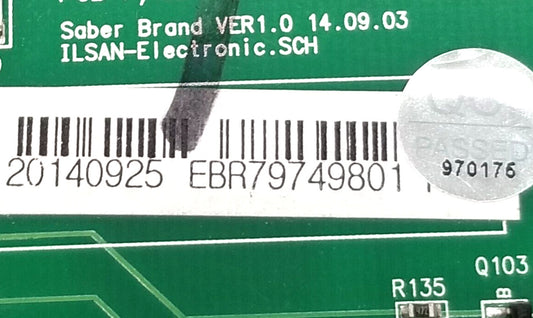 Saber Brand VER1.0 14.09.03
ILSAN-Electronic.SCH
PASSED
970176
20140925 EBR79749801
R135
Q103